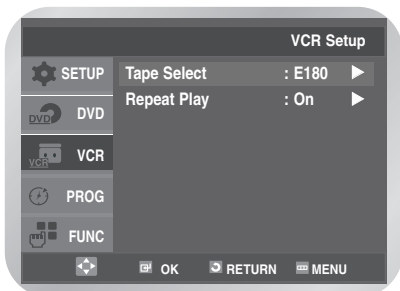 VCR Setup
SETUP
Tape Select : E180 ►
Repeat Play : On ►
DVD DVD
VCR VCR
PROG
FUNC
OK RETURN MENU